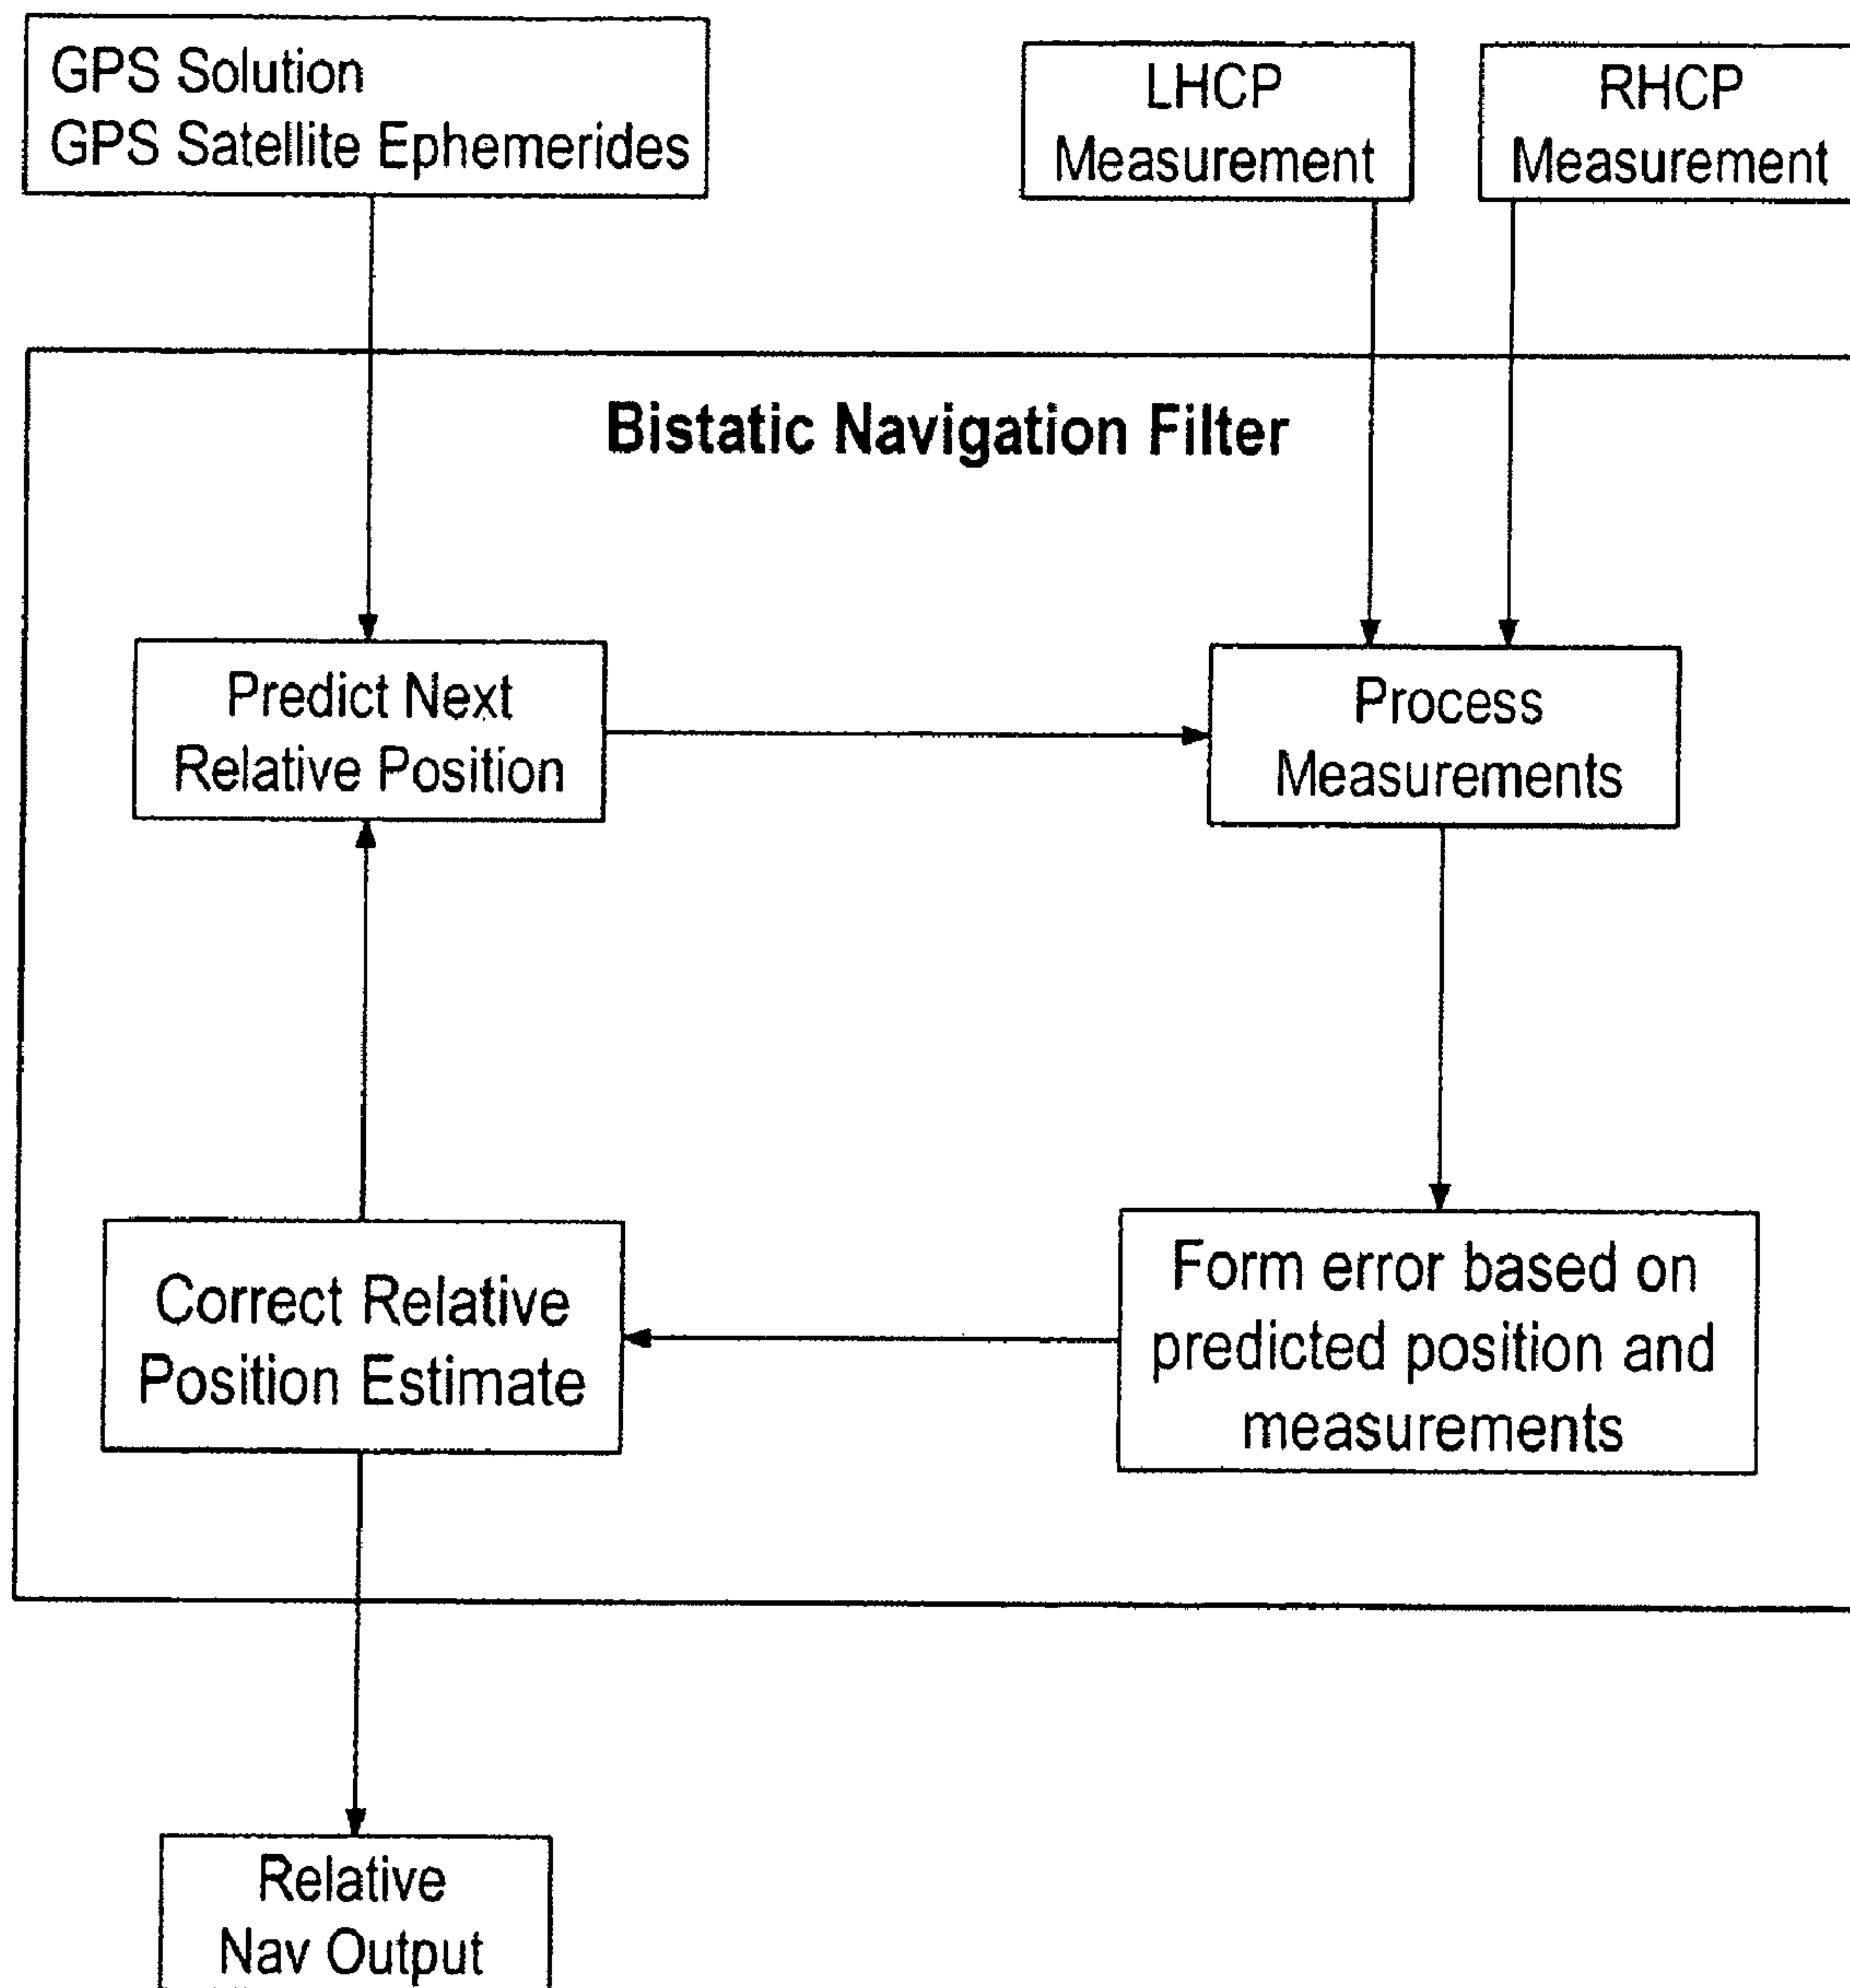 GPS Solution
GPS Satellite Ephemerides
LHCP
Measurement
RHCP
Measurement
Bistatic Navigation Filter
Predict Next
Relative Position
Process
Measurements
Correct Relative
Position Estimate
Form error based on
predicted position and
measurements
Relative
Nav Output